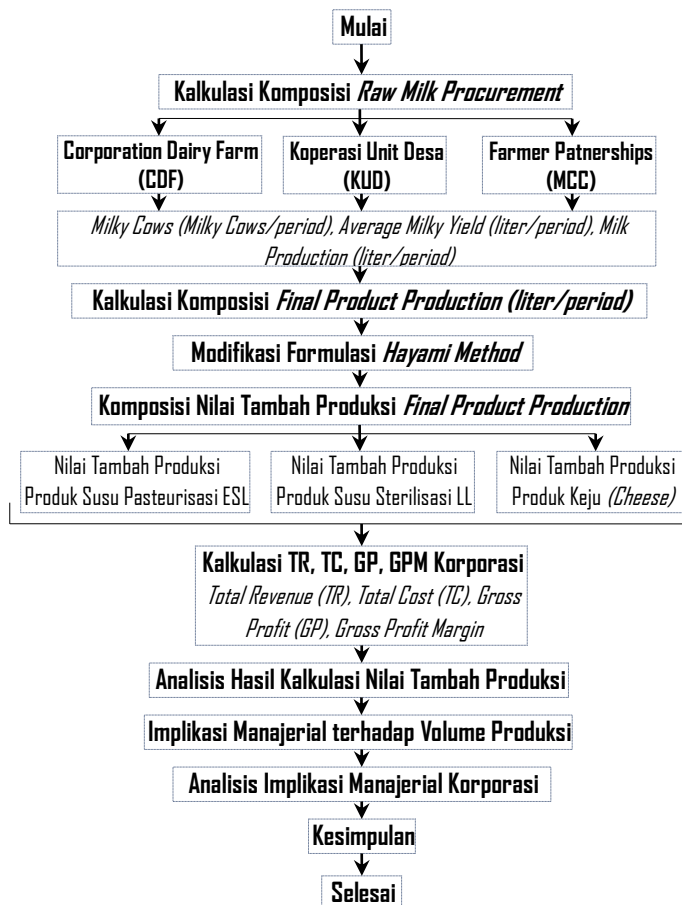 Mulai
Kalkulasi Komposisi Raw Milk Procurement
Corporation Dairy Farm
(CDF)
Koperasi Unit Desa
(KUD)
Farmer Patnerships
(MCC)
Milky Cows (Milky Cows/period), Average Milky Yield (liter/period), Milk
Production (liter/period)
Kalkulasi Komposisi Final Product Production (liter/period)
Modifikasi Formulasi Hayami Method
Komposisi Nilai Tambah Produksi Final Product Production
Nilai Tambah Produksi
Produk Susu Pasteurisasi ESL
Nilai Tambah Produksi
Produk Susu Sterilisasi LL
Nilai Tambah Produksi
Produk Keju (Cheese)
Kalkulasi TR, TC, GP, GPM Korporasi
Total Revenue (TR), Total Cost (TC), Gross
Profit (GP), Gross Profit Margin
Analisis Hasil Kalkulasi Nilai Tambah Produksi
Implikasi Manajerial terhadap Volume Produksi
Analisis Implikasi Manajerial Korporasi
Kesimpulan
Selesai